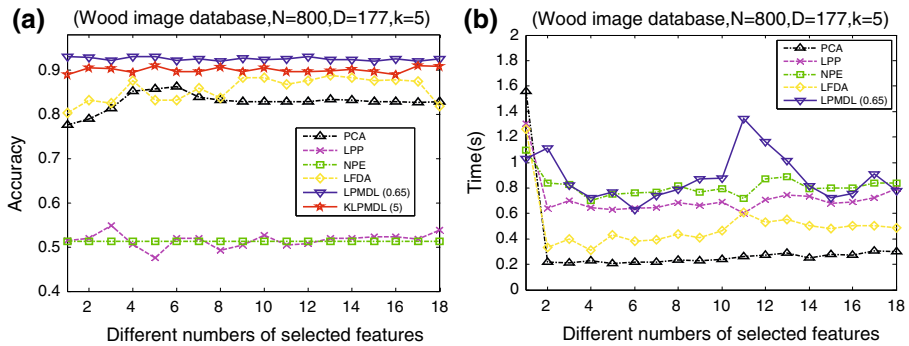 (a)
(Wood image database,N=800,D=177,k=5)
Accuracy
0.9
0.8
0.7
0.6
0.5
0.4
PCA
LPP
NPE
LFDA
LPMDL (0.65)
KLPMDL (5)
2 4 6 8 10 12 14 16 18
Different numbers of selected features
(b)
(Wood image database,N=800,D=177,k=5)
Time(s)
2
1.8
1.6
1.4
1.2
1
0.8
0.6
0.4
0.2
0
PCA
LPP
NPE
LFDA
LPMDL (0.65)
2 4 6 8 10 12 14 16 18
Different numbers of selected features